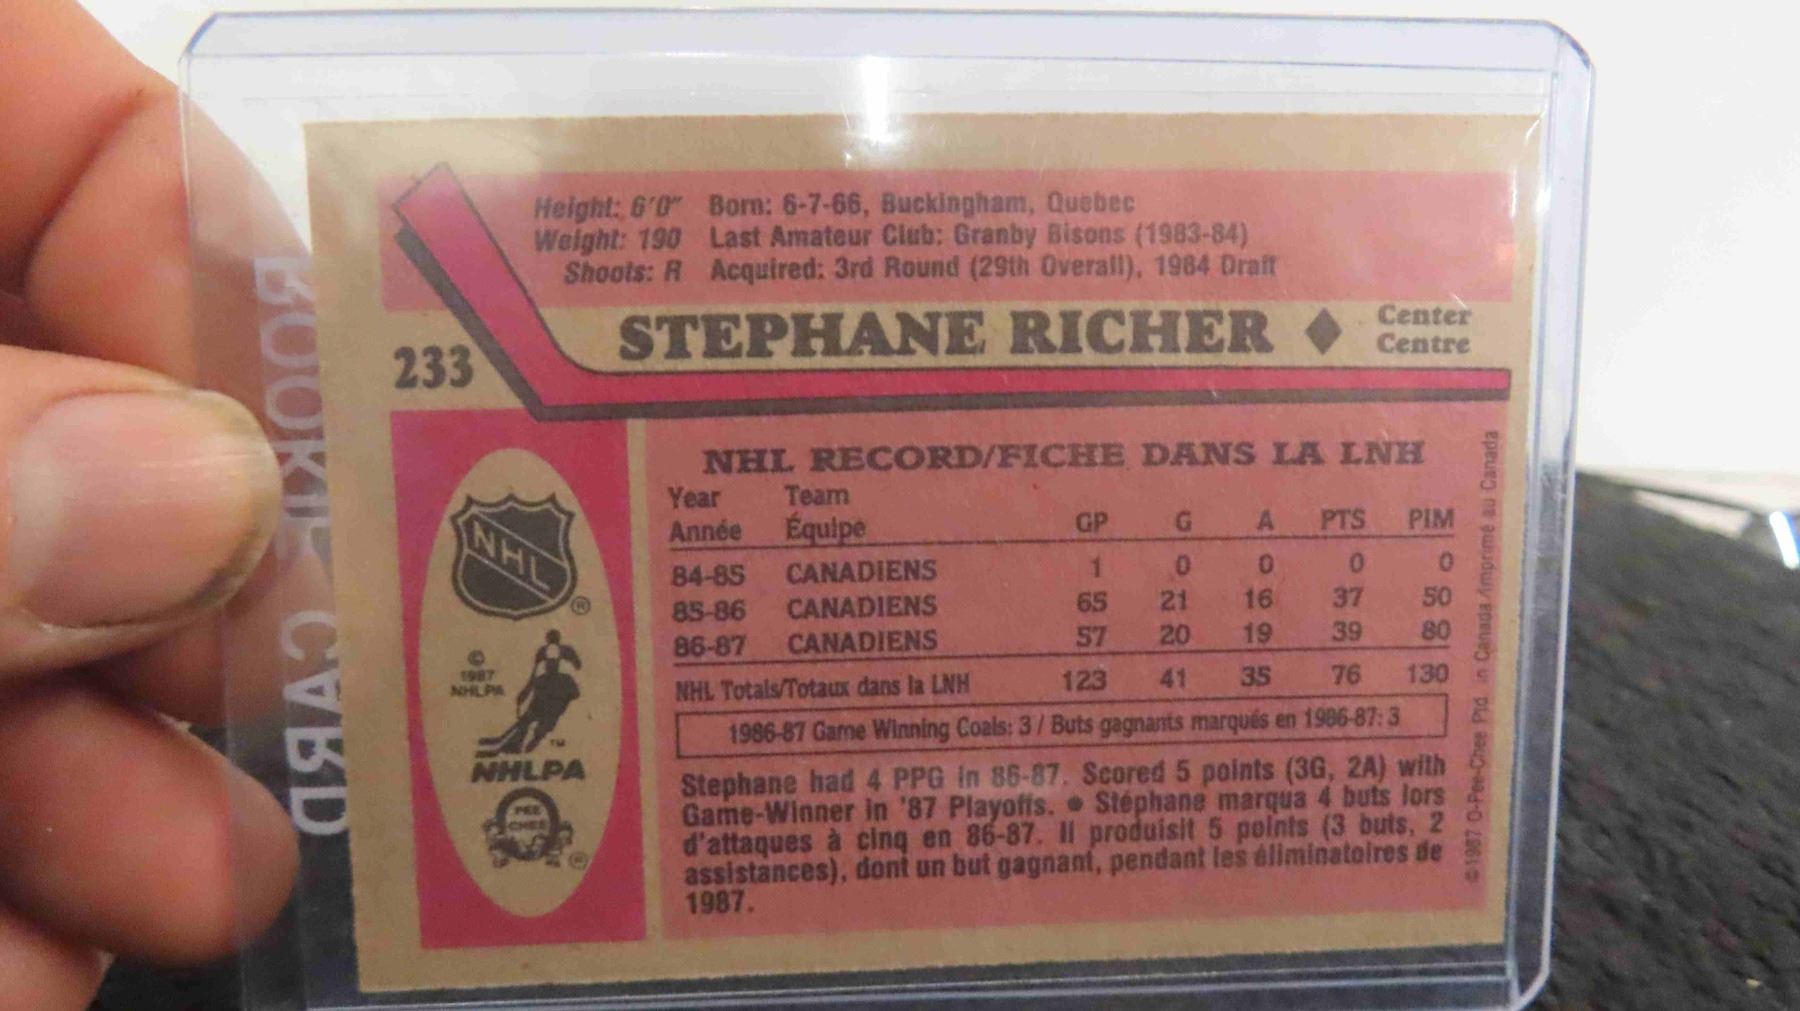 Height: 6'0" Born: 6-7-66, Buckingham, Quebec
Weight: 190 Last Amateur Club: Granby Bisons (1983-84)
Shoots: R Acquired: 3rd Round (29th Overall), 1984 Draft
233
STEPHANE RICHER ♦ Center
Centre
NHL RECORD/FICHE DANS LA LNH
Year Team
Année Équipe GP G A PTS PIM
84-85 CANADIENS 1 0 0 0 0
85-86 CANADIENS 65 21 16 37 50
86-87 CANADIENS 57 20 19 39 80
NHL Totals/Totaux dans la LNH 123 41 35 76 130
1986-87 Game Winning Goals: 3 / Buts gagnants marqués en 1986-87: 3
Stephane had 4 PPG in 86-87. Scored 5 points (3G, 2A) with
Game-Winner in '87 Playoffs. ● Stéphane marqua 4 buts lors
d'attaques à cinq en 86-87. Il produisit 5 points (3 buts, 2
assistances), dont un but gagnant, pendant les éliminatoires de
1987.
NHL ®
©
1987
NHLPA
TM
NHLPA
O
PEE
CHEE
®
©1987 O-Pee-Chee Ptd. in Canada /Imprimé au Canada
ROOKIE CARD